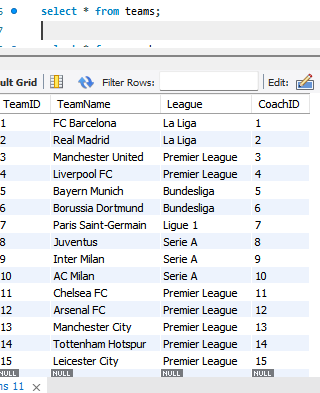 select * from teams;
7
ult Grid Filter Rows: Edit:
TeamID TeamName League CoachID
1 FC Barcelona La Liga 1
2 Real Madrid La Liga 2
3 Manchester United Premier League 3
4 Liverpool FC Premier League 4
5 Bayern Munich Bundesliga 5
6 Borussia Dortmund Bundesliga 6
7 Paris Saint-Germain Ligue 1 7
8 Juventus Serie A 8
9 Inter Milan Serie A 9
10 AC Milan Serie A 10
11 Chelsea FC Premier League 11
12 Arsenal FC Premier League 12
13 Manchester City Premier League 13
14 Tottenham Hotspur Premier League 14
15 Leicester City Premier League 15
NULL NULL NULL NULL
ns 11